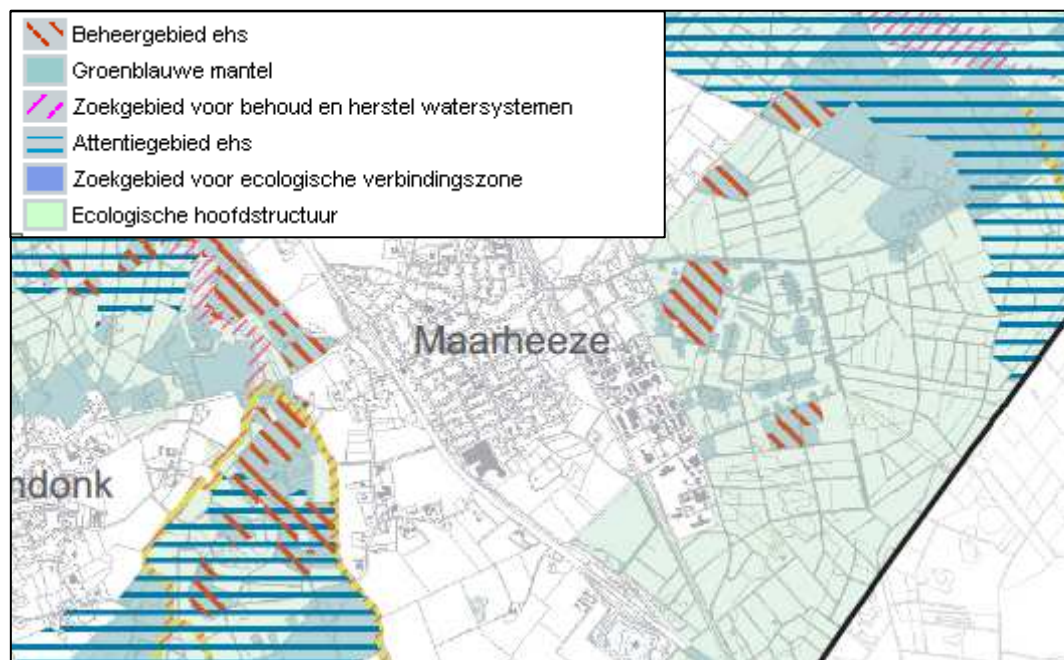 Beheergebied ehs
Groenblauwe mantel
Zoekgebied voor behoud en herstel watersystemen
Attentiegebied ehs
Zoekgebied voor ecologische verbindingszone
Ecologische hoofdstructuur
Maarheeze
ndonk